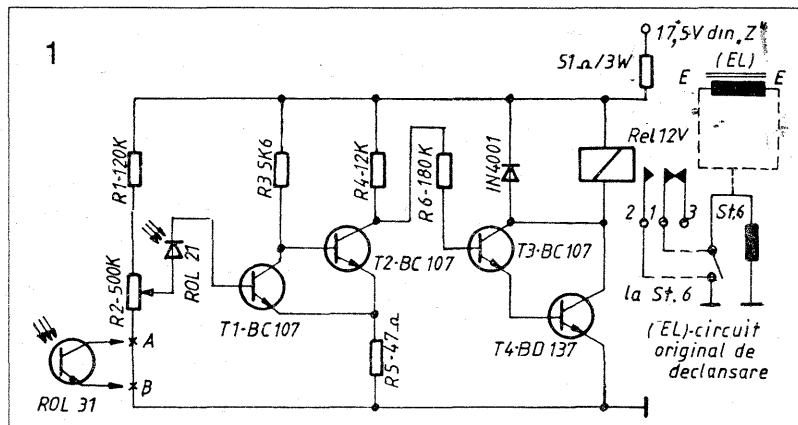 1
17,5V din „Z"
(EL)
51Ω/3W
E
E
R1-120K
R3 5K6
R4-12K
R6-180K
1N4001
Rel 12V
2
1
3
St.6
ROL 21
R2-500K
T1-BC107
T2-BC 107
T3-BC107
T4-BD 137
R5-47Ω
A
B
ROL 31
la St. 6
(EL)-circuit
original de
declansare